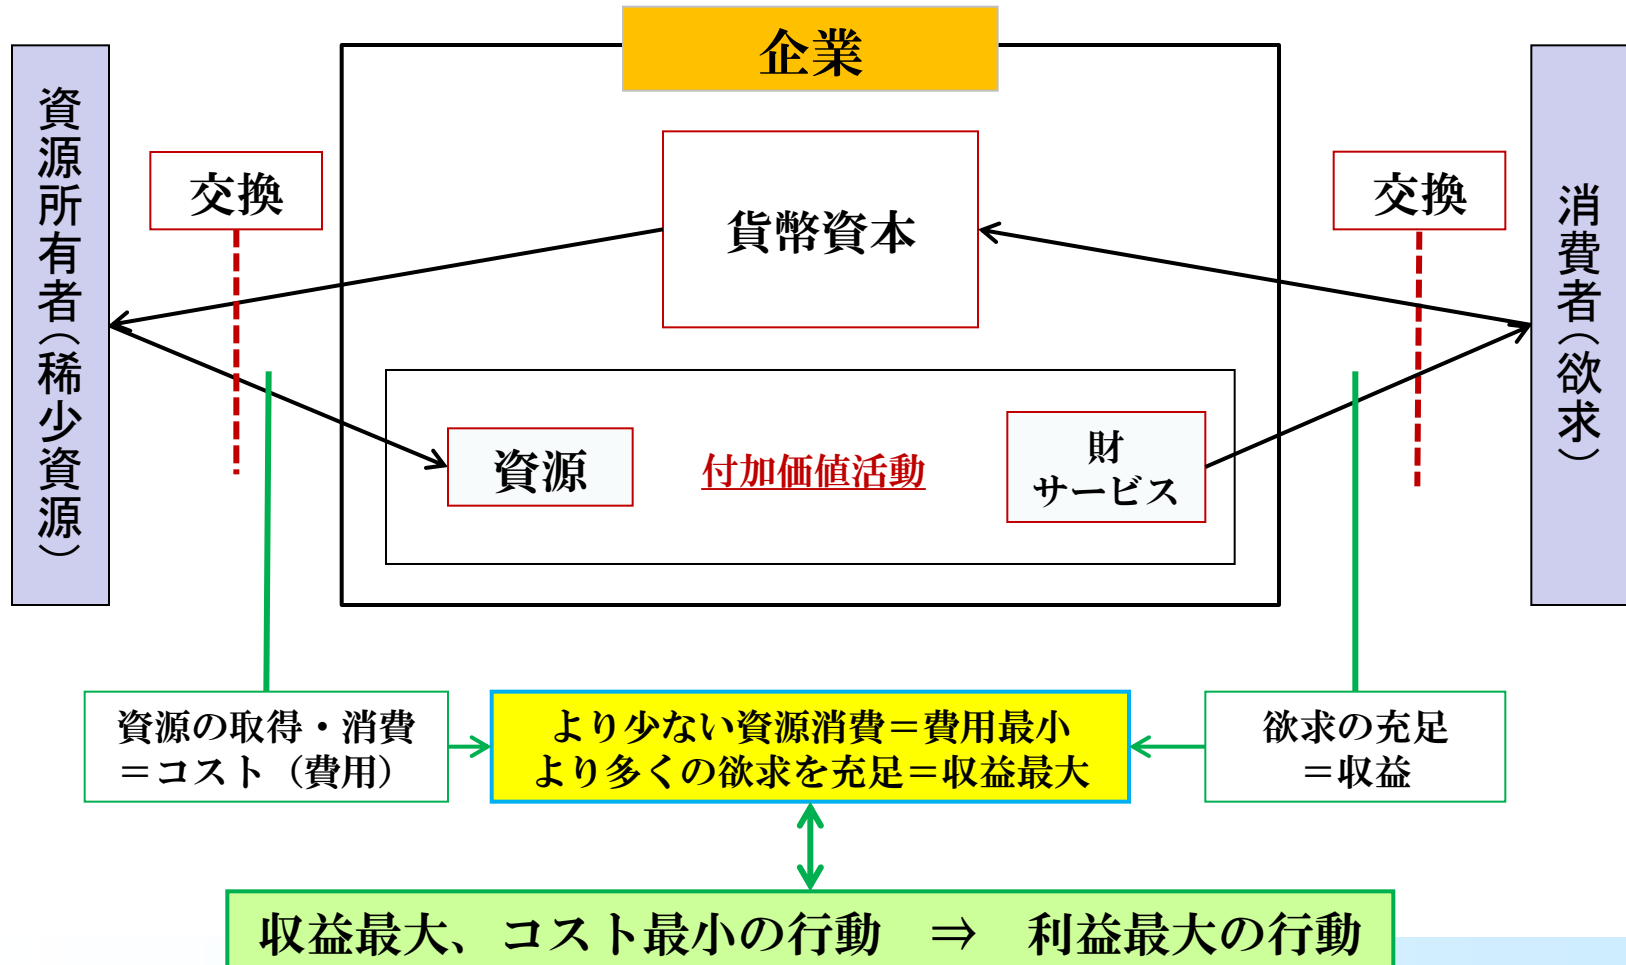 企業
資源所有者（稀少資源）
交換
貨幣資本
交換
消費者（欲求）
資源
付加価値活動
財
サービス
資源の取得・消費
＝コスト（費用）
より少ない資源消費＝費用最小
より多くの欲求を充足＝収益最大
欲求の充足
＝収益
収益最大、コスト最小の行動　⇒　利益最大の行動